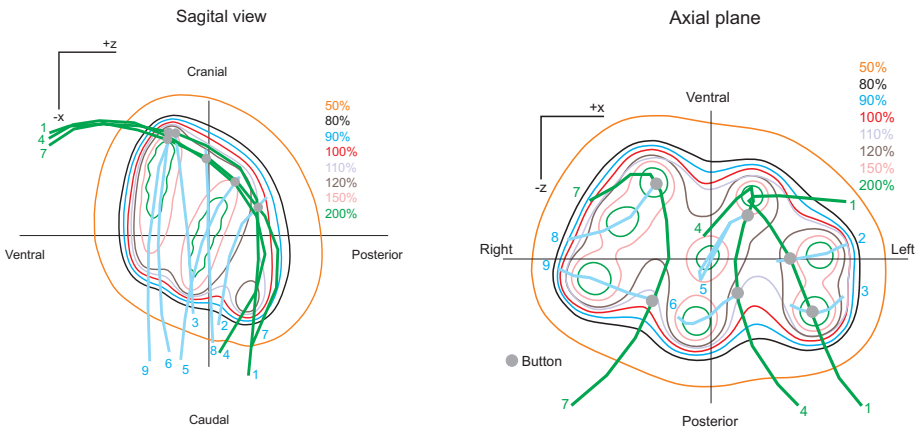 Sagital view
+z
-x
Cranial
50%
80%
90%
100%
110%
120%
150%
200%
1
4
7
Ventral
Posterior
9
6
5
3
2
8
4
7
1
Caudal
Axial plane
+x
-z
Ventral
50%
80%
90%
100%
110%
120%
150%
200%
7
1
8
4
2
Right
Left
9
5
3
6
Button
7
4
1
Posterior